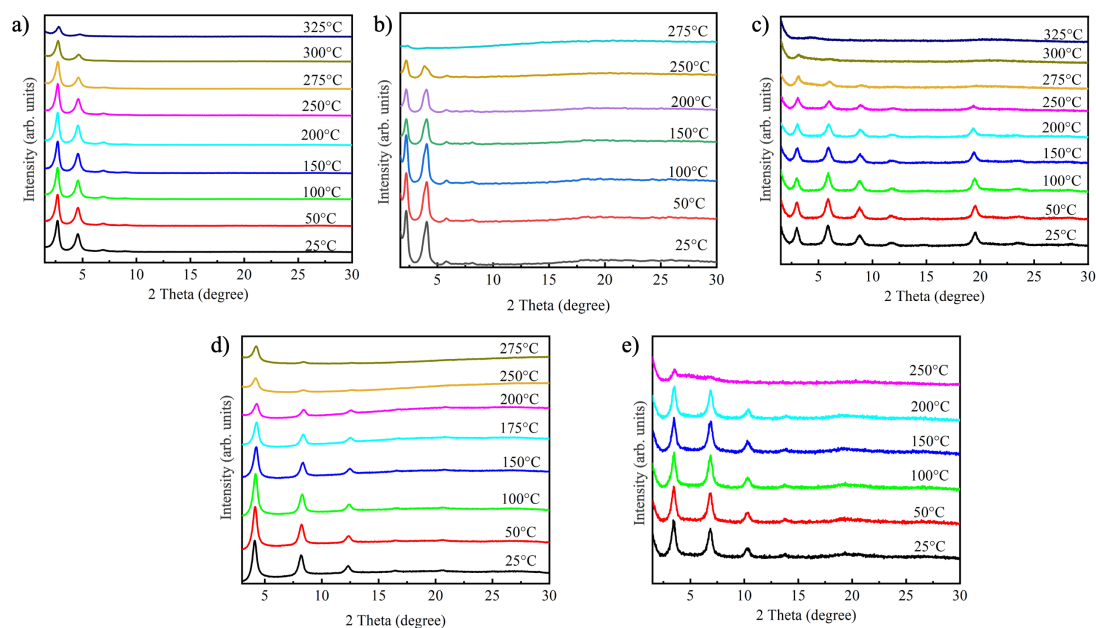 a)
325°C
300°C
275°C
250°C
200°C
150°C
100°C
50°C
25°C
5 10 15 20 25 30
2 Theta (degree)
Intensity (arb. units)
b)
275°C
250°C
200°C
150°C
100°C
50°C
25°C
5 10 15 20 25 30
2 Theta (degree)
Intensity (arb. units)
c)
325°C
300°C
275°C
250°C
200°C
150°C
100°C
50°C
25°C
5 10 15 20 25 30
2 Theta (degree)
Intensity (arb. units)
d)
275°C
250°C
200°C
175°C
150°C
100°C
50°C
25°C
5 10 15 20 25 30
2 Theta (degree)
Intensity (arb. units)
e)
250°C
200°C
150°C
100°C
50°C
25°C
5 10 15 20 25 30
2 Theta (degree)
Intensity (arb. units)